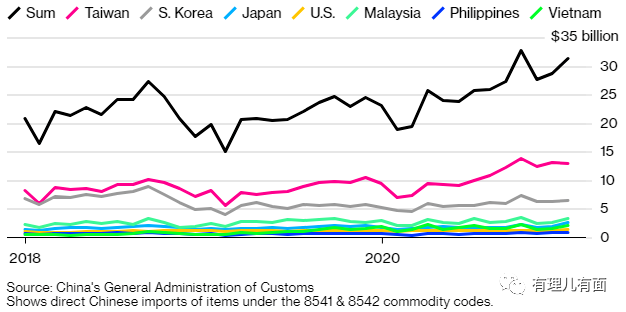 Sum Taiwan S. Korea Japan U.S. Malaysia Philippines Vietnam
$35 billion
30
25
20
15
10
5
0
2018 2020
Source: China's General Administration of Customs
Shows direct Chinese imports of items under the 8541 & 8542 commodity codes.
有理儿有面